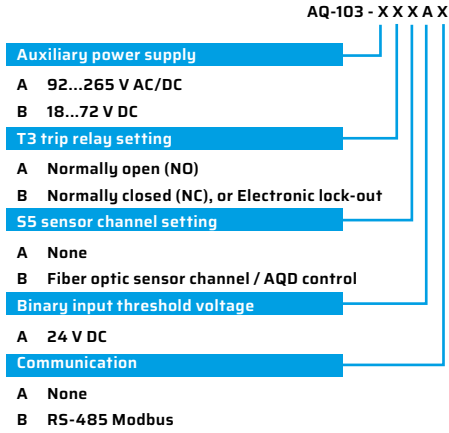 AQ-103 - X X X A X
Auxiliary power supply
A 92...265 V AC/DC
B 18...72 V DC
T3 trip relay setting
A Normally open (NO)
B Normally closed (NC), or Electronic lock-out
S5 sensor channel setting
A None
B Fiber optic sensor channel / AQD control
Binary input threshold voltage
A 24 V DC
Communication
A None
B RS-485 Modbus